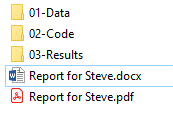 01-Data
02-Code
03-Results
Report for Steve.docx
Report for Steve.pdf